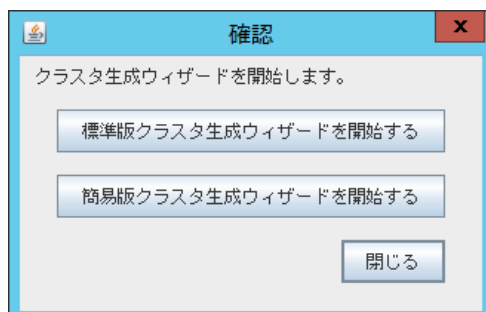 確認
x
クラスタ生成ウィザードを開始します。
標準版クラスタ生成ウィザードを開始する
簡易版クラスタ生成ウィザードを開始する
閉じる